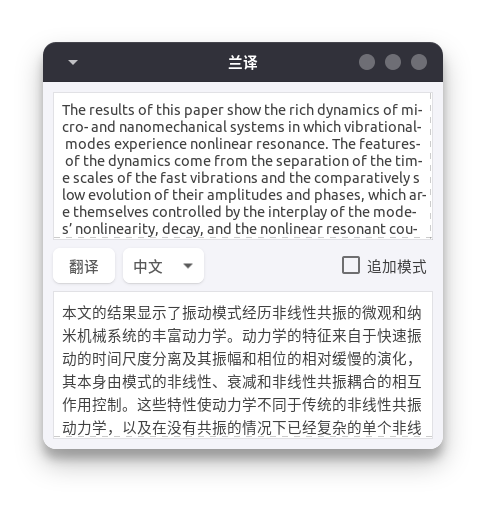 兰译
The results of this paper show the rich dynamics of mi-
cro- and nanomechanical systems in which vibrational-
modes experience nonlinear resonance. The features-
of the dynamics come from the separation of the tim-
e scales of the fast vibrations and the comparatively s
low evolution of their amplitudes and phases, which ar-
e themselves controlled by the interplay of the mode-
s’ nonlinearity, decay, and the nonlinear resonant cou-
翻译 中文 追加模式
本文的结果显示了振动模式经历非线性共振的微观和纳
米机械系统的丰富动力学。动力学的特征来自于快速振
动的时间尺度分离及其振幅和相位的相对缓慢的演化，
其本身由模式的非线性、衰减和非线性共振耦合的相互
作用控制。这些特性使动力学不同于传统的非线性共振
动力学，以及在没有共振的情况下已经复杂的单个非线